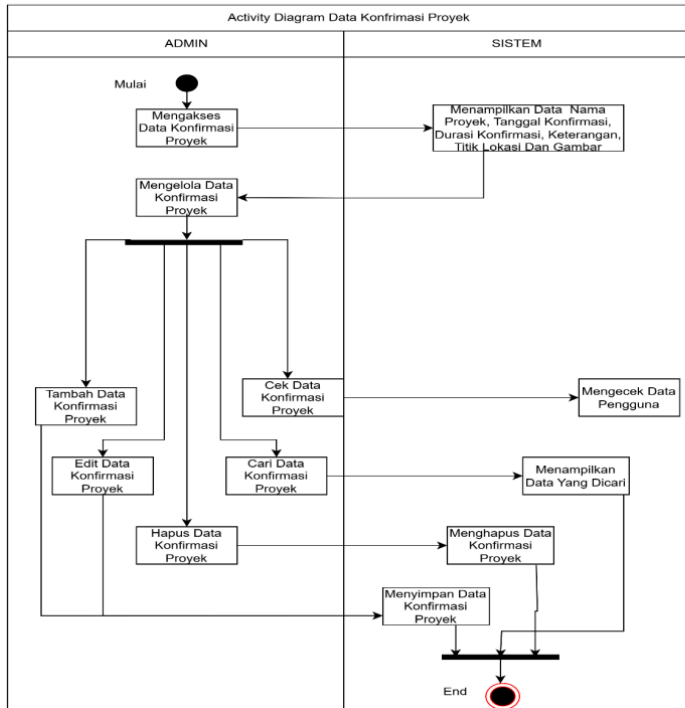 Activity Diagram Data Konfrimasi Proyek
ADMIN
SISTEM
Mulai
Mengakses
Data Konfirmasi
Proyek
Menampilkan Data Nama
Proyek, Tanggal Konfirmasi,
Durasi Konfirmasi, Keterangan,
Titik Lokasi Dan Gambar
Mengelola Data
Konfirmasi
Proyek
Tambah Data
Konfirmasi
Proyek
Cek Data
Konfirmasi
Proyek
Mengecek Data
Pengguna
Edit Data
Konfirmasi
Proyek
Cari Data
Konfirmasi
Proyek
Menampilkan
Data Yang Dicari
Hapus Data
Konfirmasi
Proyek
Menghapus Data
Konfirmasi
Proyek
Menyimpan Data
Konfirmasi
Proyek
End